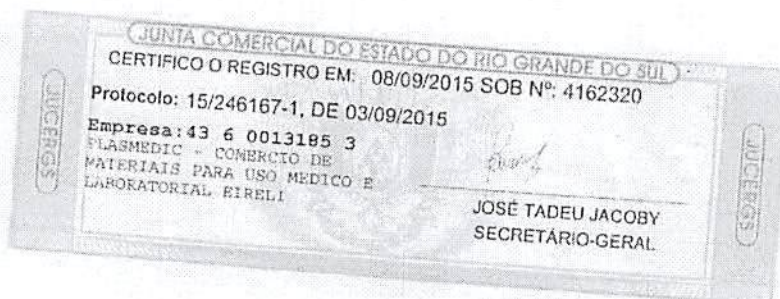 JUNTA COMERCIAL DO ESTADO DO RIO GRANDE DO SUL
CERTIFICO O REGISTRO EM: 08/09/2015 SOB Nº: 4162320
Protocolo: 15/246167-1, DE 03/09/2015
Empresa:43 6 0013185 3
PLASMEDIC - COMERCIO DE
MATERIAIS PARA USO MEDICO E
LABORATORIAL EIRELI
JOSÉ TADEU JACOBY
SECRETÁRIO-GERAL
JUCERGS
JUCERGS